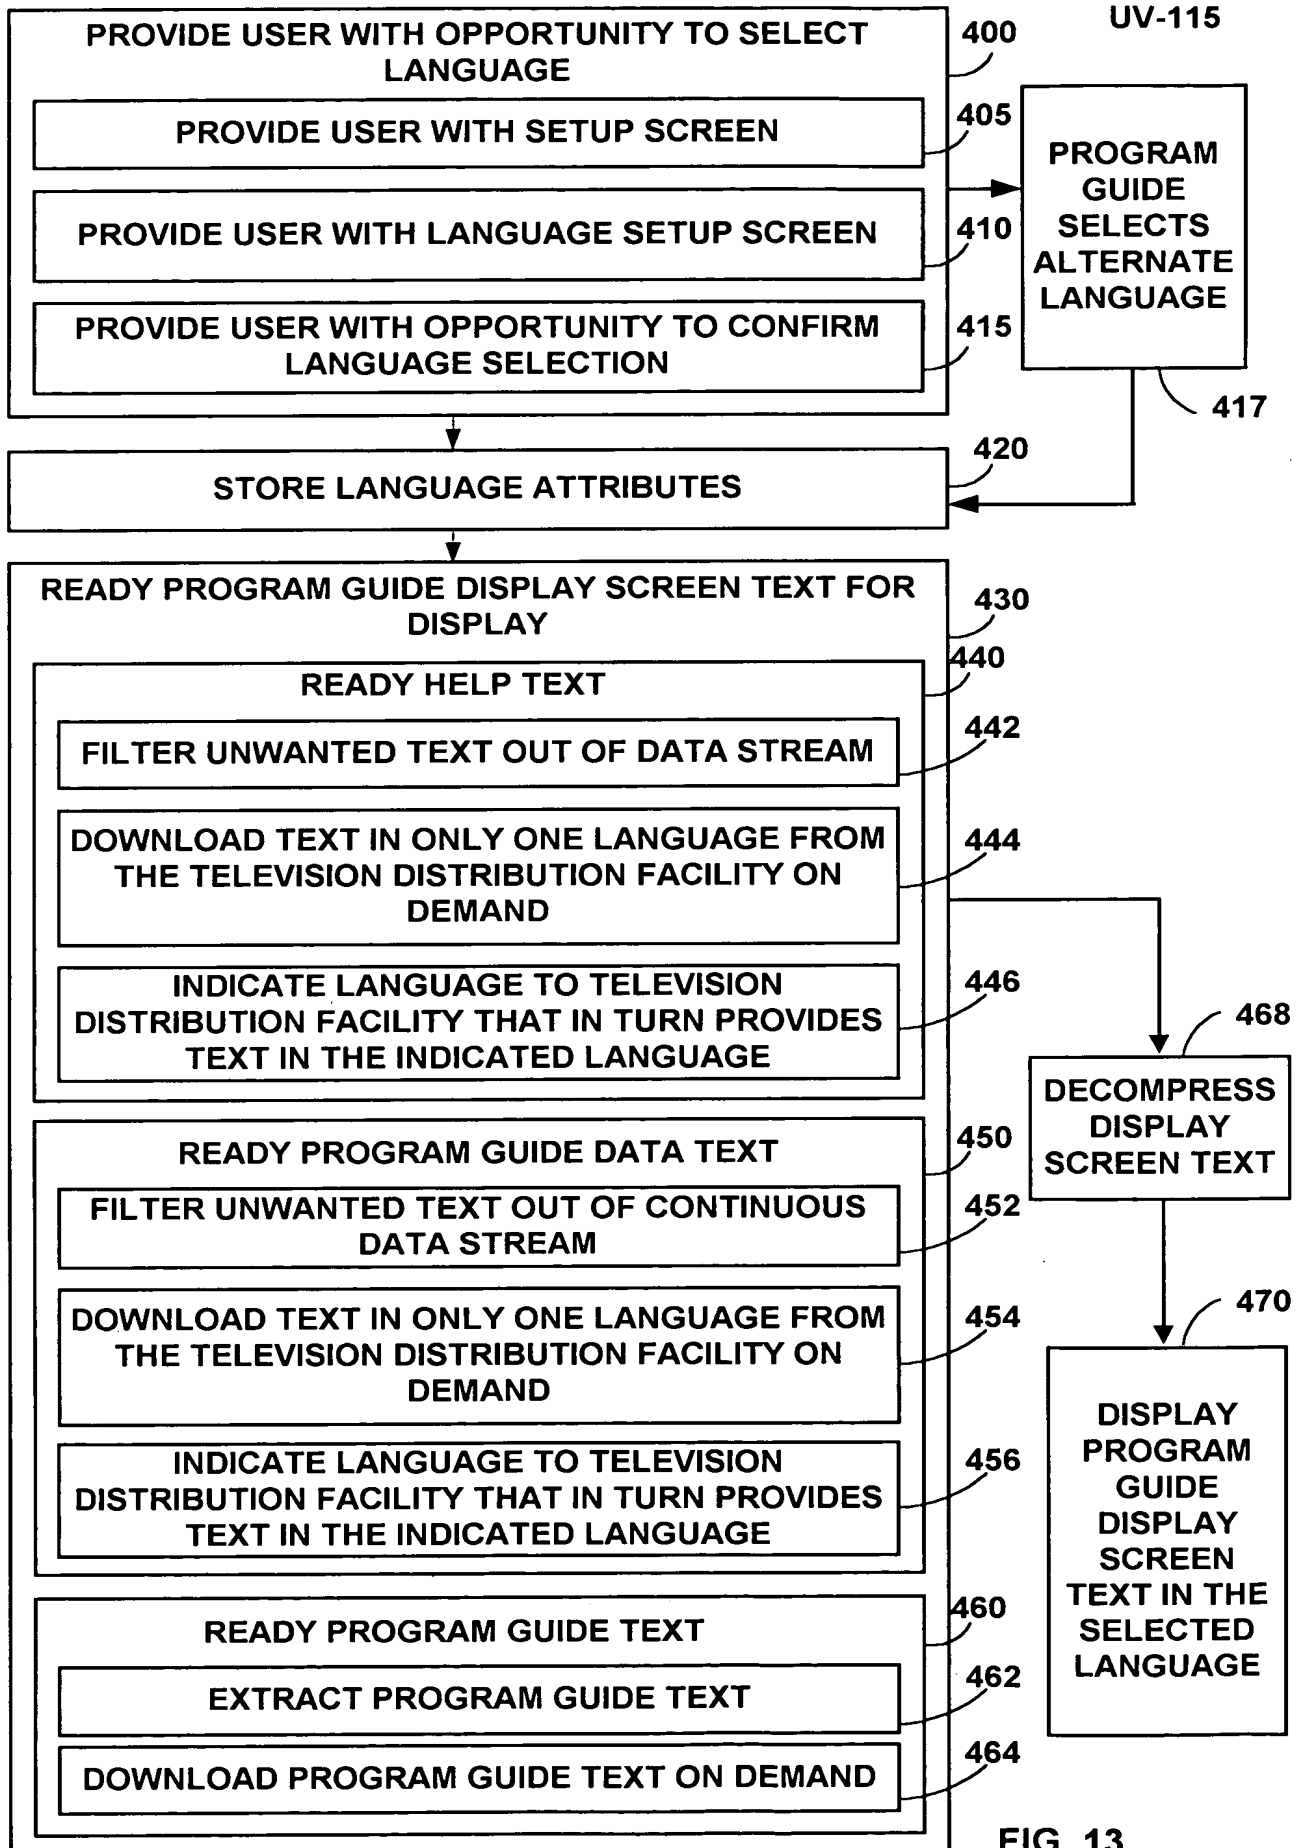 UV-115
PROVIDE USER WITH OPPORTUNITY TO SELECT
LANGUAGE
400
PROVIDE USER WITH SETUP SCREEN
405
PROVIDE USER WITH LANGUAGE SETUP SCREEN
410
PROVIDE USER WITH OPPORTUNITY TO CONFIRM
LANGUAGE SELECTION
415
PROGRAM
GUIDE
SELECTS
ALTERNATE
LANGUAGE
417
STORE LANGUAGE ATTRIBUTES
420
READY PROGRAM GUIDE DISPLAY SCREEN TEXT FOR
DISPLAY
430
READY HELP TEXT
440
FILTER UNWANTED TEXT OUT OF DATA STREAM
442
DOWNLOAD TEXT IN ONLY ONE LANGUAGE FROM
THE TELEVISION DISTRIBUTION FACILITY ON
DEMAND
444
INDICATE LANGUAGE TO TELEVISION
DISTRIBUTION FACILITY THAT IN TURN PROVIDES
TEXT IN THE INDICATED LANGUAGE
446
READY PROGRAM GUIDE DATA TEXT
450
FILTER UNWANTED TEXT OUT OF CONTINUOUS
DATA STREAM
452
DOWNLOAD TEXT IN ONLY ONE LANGUAGE FROM
THE TELEVISION DISTRIBUTION FACILITY ON
DEMAND
454
INDICATE LANGUAGE TO TELEVISION
DISTRIBUTION FACILITY THAT IN TURN PROVIDES
TEXT IN THE INDICATED LANGUAGE
456
READY PROGRAM GUIDE TEXT
460
EXTRACT PROGRAM GUIDE TEXT
462
DOWNLOAD PROGRAM GUIDE TEXT ON DEMAND
464
468
DECOMPRESS
DISPLAY
SCREEN TEXT
470
DISPLAY
PROGRAM
GUIDE
DISPLAY
SCREEN
TEXT IN THE
SELECTED
LANGUAGE
FIG. 13